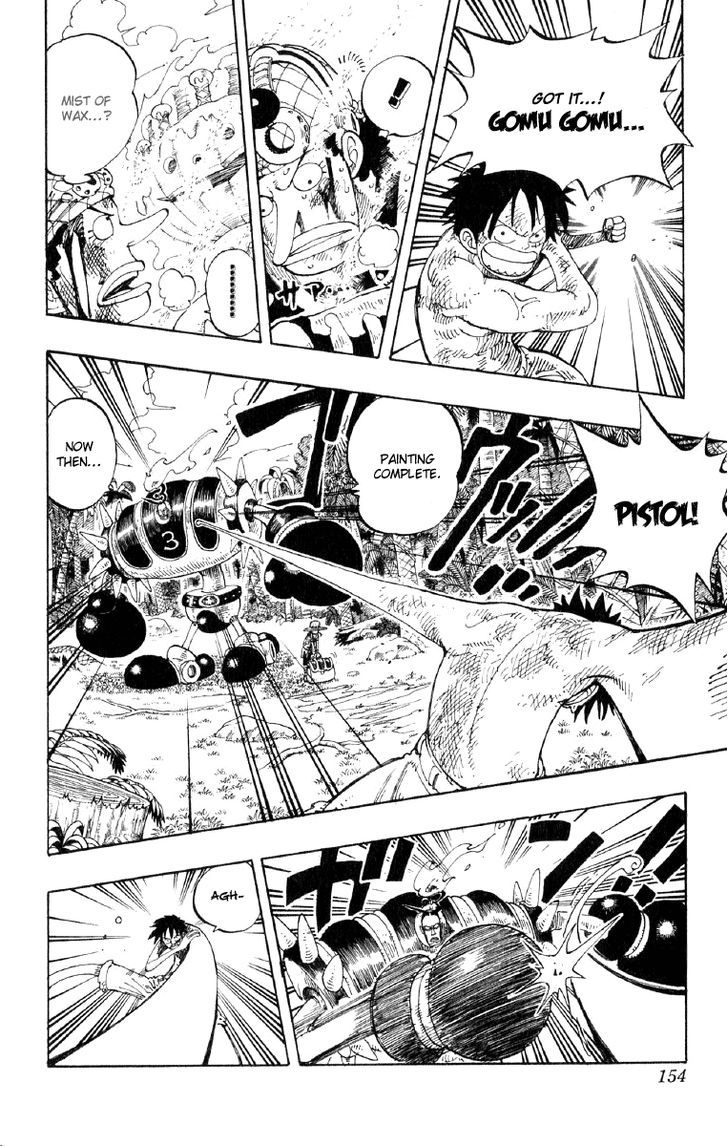 GOT IT...!
GOMU GOMU...
!
MIST OF
WAX...?
PISTOL!
PAINTING
COMPLETE.
NOW
THEN...
3
AGH-
154